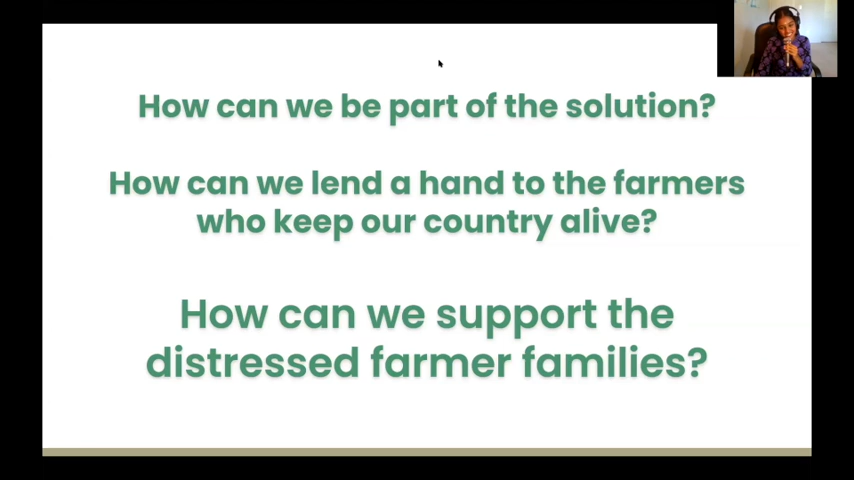 How can we be part of the solution?
How can we lend a hand to the farmers
who keep our country alive?
How can we support the
distressed farmer families?